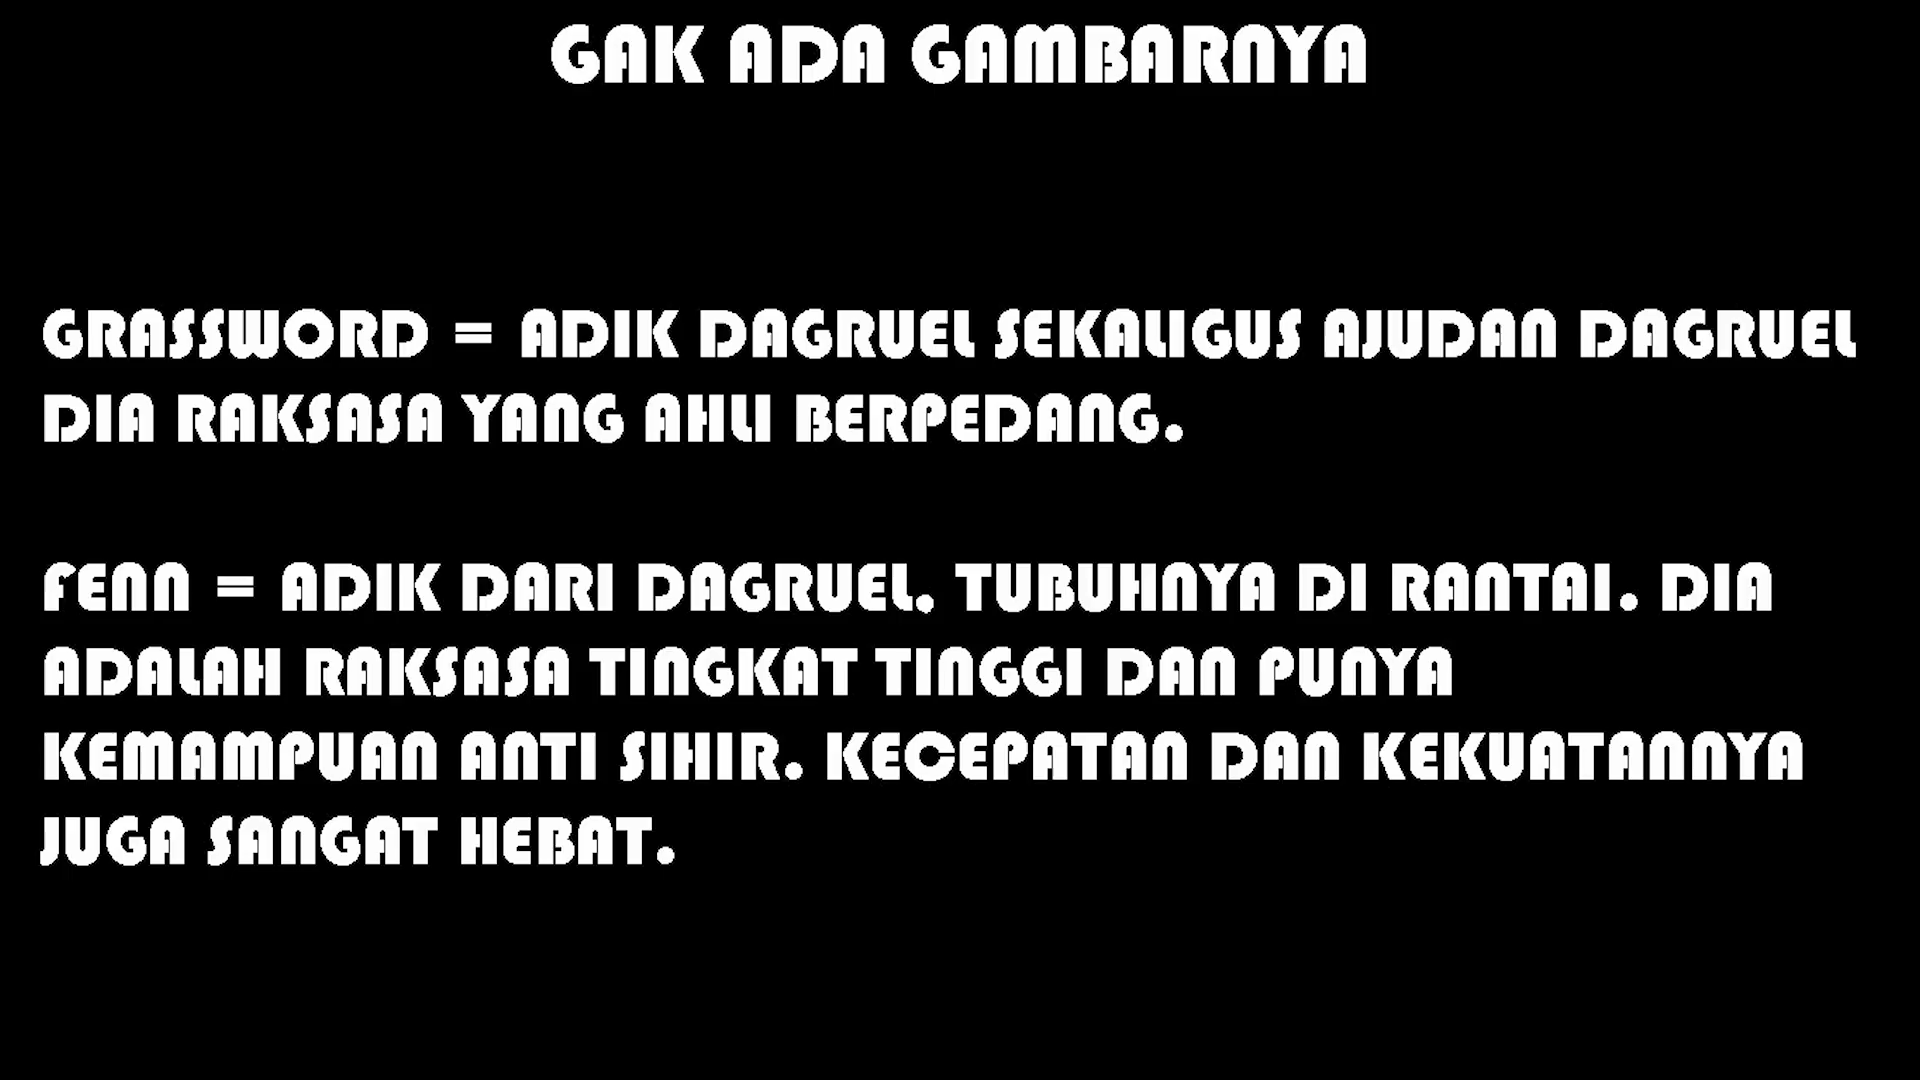 GAK ADA GAMBARNYA
GRASSWORD = ADIK DAGRUEL SEKALIGUS AJUDAN DAGRUEL
DIA RAKSASA YANG AHLI BERPEDANG.
FENN = ADIK DARI DAGRUEL. TUBUHNYA DI RANTAI. DIA
ADALAH RAKSASA TINGKAT TINGGI DAN PUNYA
KEMAMPUAN ANTI SIHIR. KECEPATAN DAN KEKUATANNYA
JUGA SANGAT HEBAT.